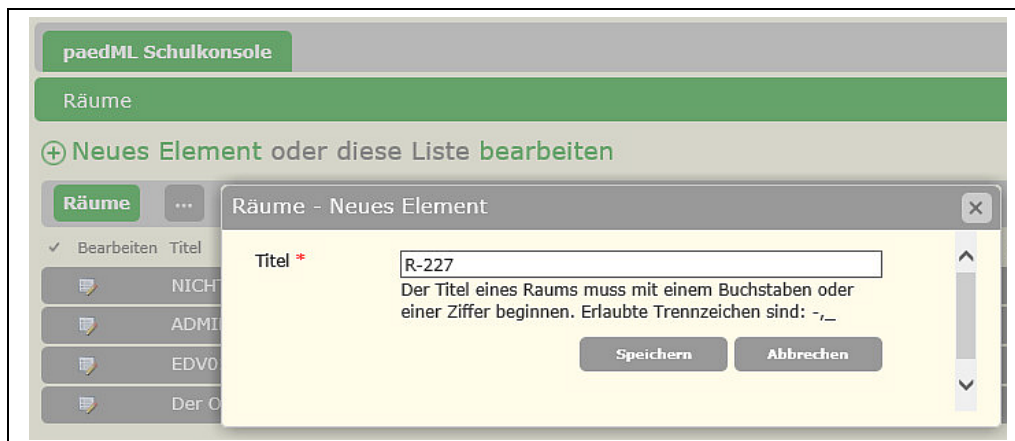 paedML Schulkonsole
Räume
Neues Element oder diese Liste bearbeiten
Räume ...
Räume - Neues Element
Bearbeiten Titel
Titel *
R-227
Der Titel eines Raums muss mit einem Buchstaben oder
einer Ziffer beginnen. Erlaubte Trennzeichen sind: -,_
Speichern Abbrechen
NICHT
ADMI
EDV0
Der O